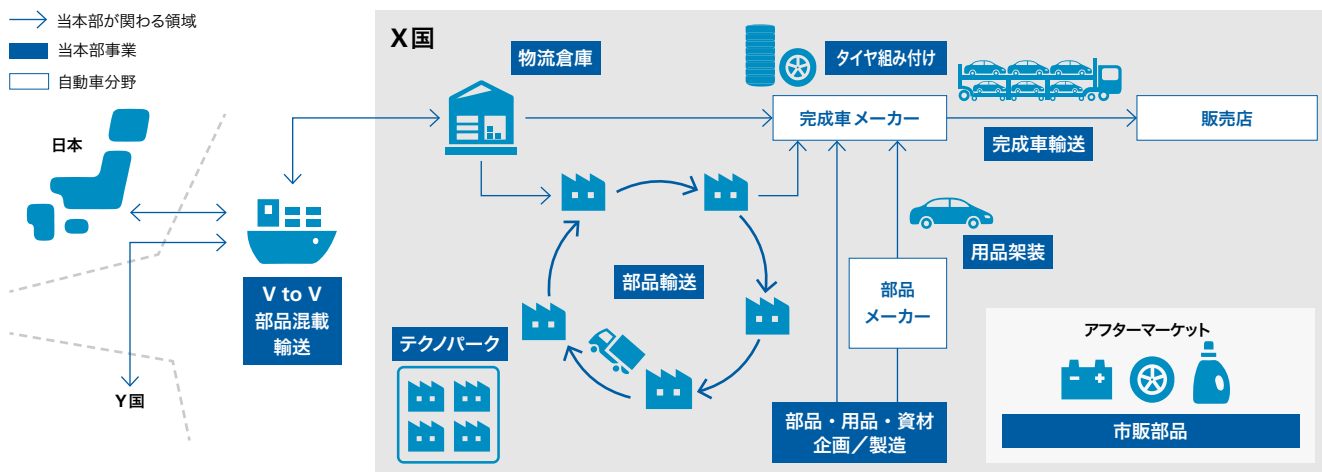 当本部が関わる領域
当本部事業
自動車分野
日本
V to V
部品混載
輸送
Y国
X国
物流倉庫
タイヤ組み付け
完成車メーカー
完成車輸送
販売店
用品架装
部品輸送
部品
メーカー
テクノパーク
部品・用品・資材
企画／製造
アフターマーケット
市販部品